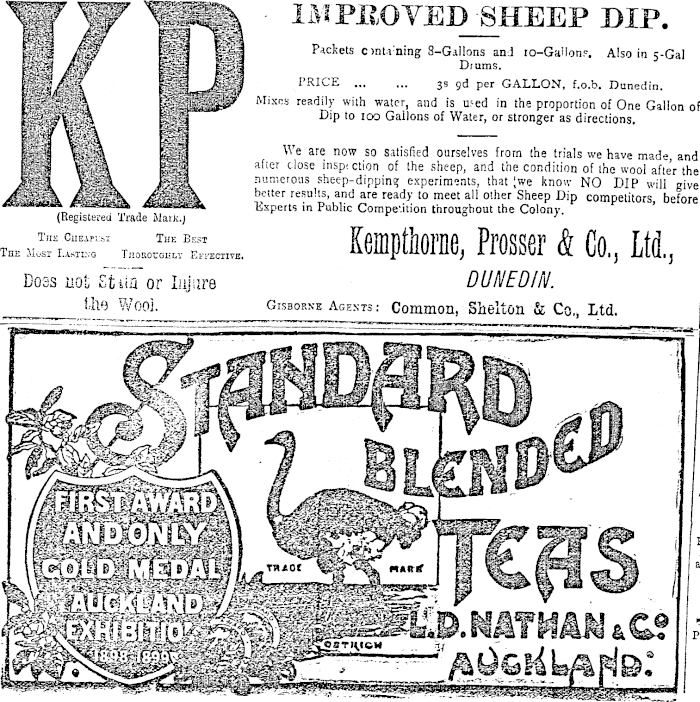 KP
(Registered Trade Mark.)
THE CHEAPEST THE BEST
THE MOST LASTING THOROUGHLY EFFECTIVE.
Does not Stain or Injure
the Wool.
IMPROVED SHEEP DIP.
Packets containing 8-Gallons and 10-Gallons. Also in 5-Gal
Drums.
PRICE ... ... 3s 9d per GALLON, f.o.b. Dunedin.
Mixes readily with water, and is used in the proportion of One Gallon of
Dip to 100 Gallons of Water, or stronger as directions.
We are now so satisfied ourselves from the trials we have made, and
after close inspection of the sheep, and the condition of the wool after the
numerous sheep-dipping experiments, that we know NO DIP will give
better results, and are ready to meet all other Sheep Dip competitors, before
Experts in Public Competition throughout the Colony.
Kempthorne, Prosser & Co., Ltd.,
DUNEDIN.
GISBORNE AGENTS: Common, Shelton & Co., Ltd.
STANDARD
BLENDED
TEAS
FIRST AWARD
AND ONLY
GOLD MEDAL
AUCKLAND
EXHIBITION
1898-1899
TRADE MARK
OSTRICH
L.D. NATHAN & Co.
AUCKLAND.